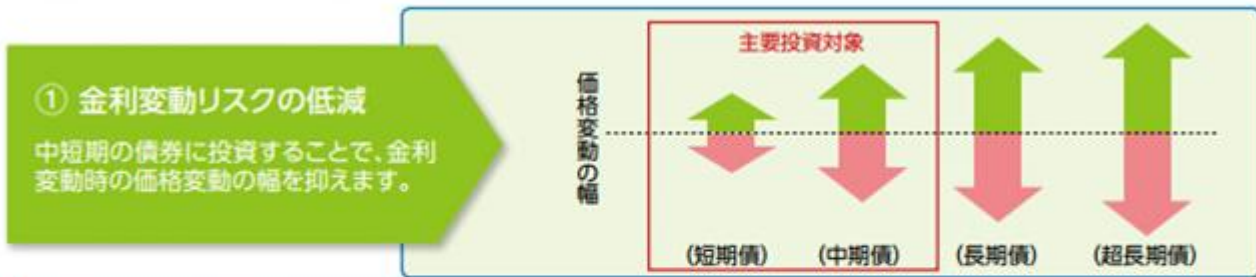 ① 金利変動リスクの低減
中短期の債券に投資することで、金利
変動時の価格変動の幅を抑えます。
主要投資対象
価格変動の幅
(短期債)
(中期債)
(長期債)
(超長期債)